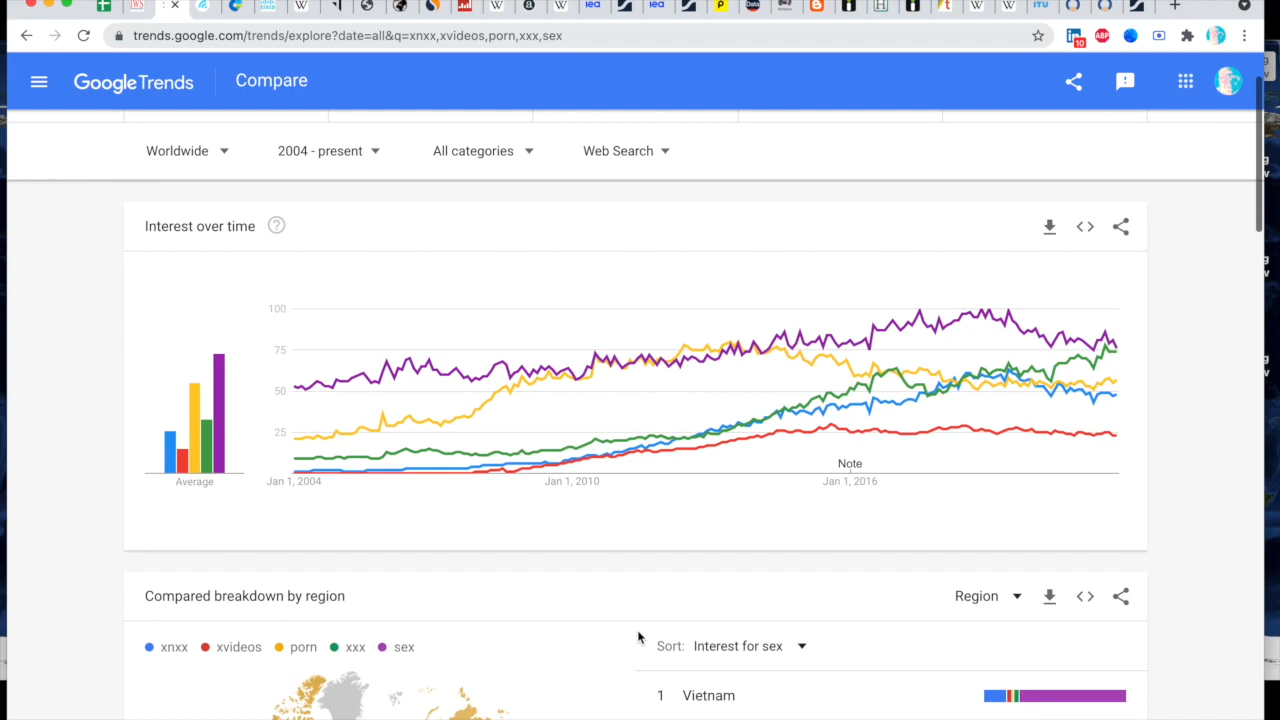 trends.google.com/trends/explore?date=all&q=xnxx,xvideos,porn,xxx,sex
10
ABP
Google Trends
Compare
Worldwide
2004 - present
All categories
Web Search
Interest over time
100
75
50
25
Note
Average
Jan 1, 2004
Jan 1, 2010
Jan 1, 2016
Compared breakdown by region
Region
xnxx
xvideos
porn
xxx
sex
Sort: Interest for sex
1 Vietnam